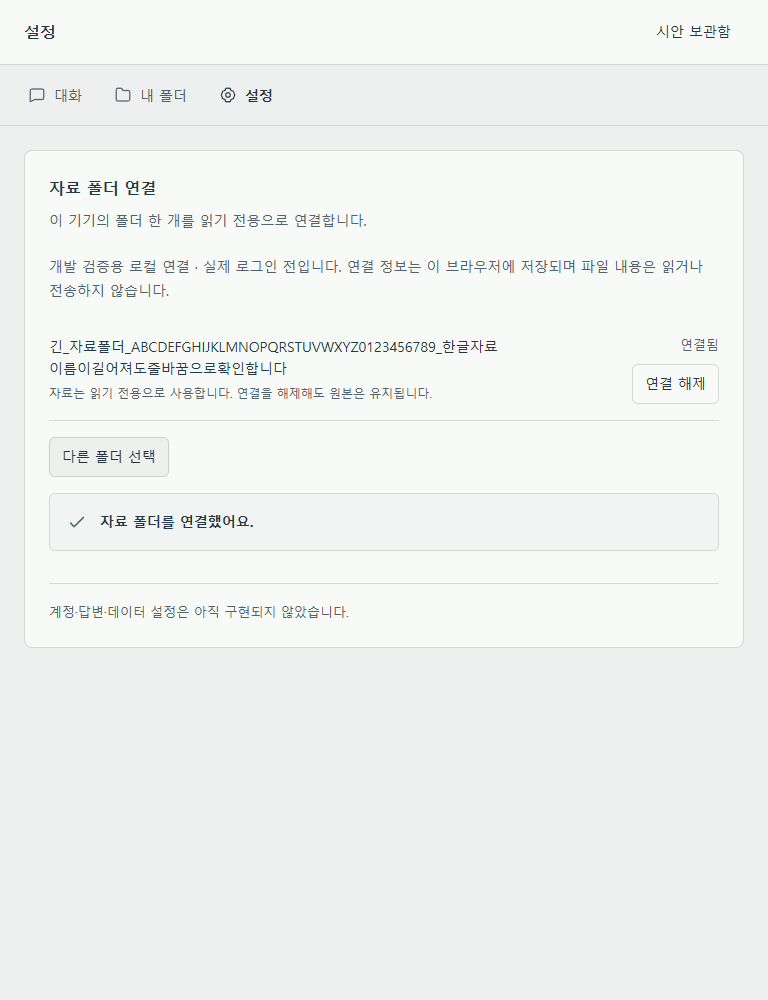 설정
시안 보관함
대화
내 폴더
설정
자료 폴더 연결
이 기기의 폴더 한 개를 읽기 전용으로 연결합니다.
개발 검증용 로컬 연결 · 실제 로그인 전입니다. 연결 정보는 이 브라우저에 저장되며 파일 내용은 읽거나
전송하지 않습니다.
긴_자료폴더_ABCDEFGHIJKLMNOPQRSTUVWXYZ0123456789_한글자료
이름이길어져도줄바꿈으로확인합니다
자료는 읽기 전용으로 사용합니다. 연결을 해제해도 원본은 유지됩니다.
연결됨
연결 해제
다른 폴더 선택
자료 폴더를 연결했어요.
계정·답변·데이터 설정은 아직 구현되지 않았습니다.